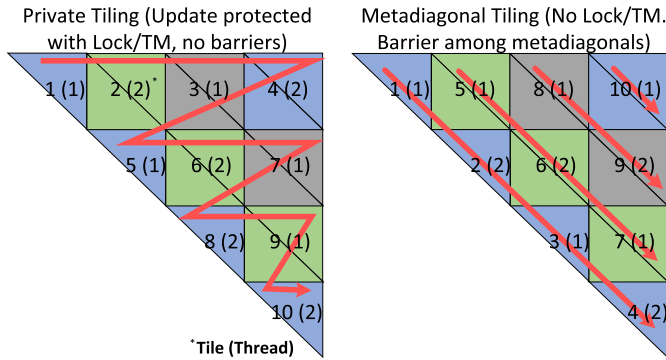 Private Tiling (Update protected
with Lock/TM, no barriers)
1 (1) 2 (2)* 3 (1) 4 (2)
5 (1) 6 (2) 7 (1)
8 (2) 9 (1)
10 (2)
*Tile (Thread)
Metadiagonal Tiling (No Lock/TM.
Barrier among metadiagonals)
1 (1) 5 (1) 8 (1) 10 (1)
2 (2) 6 (2) 9 (2)
3 (1) 7 (1)
4 (2)